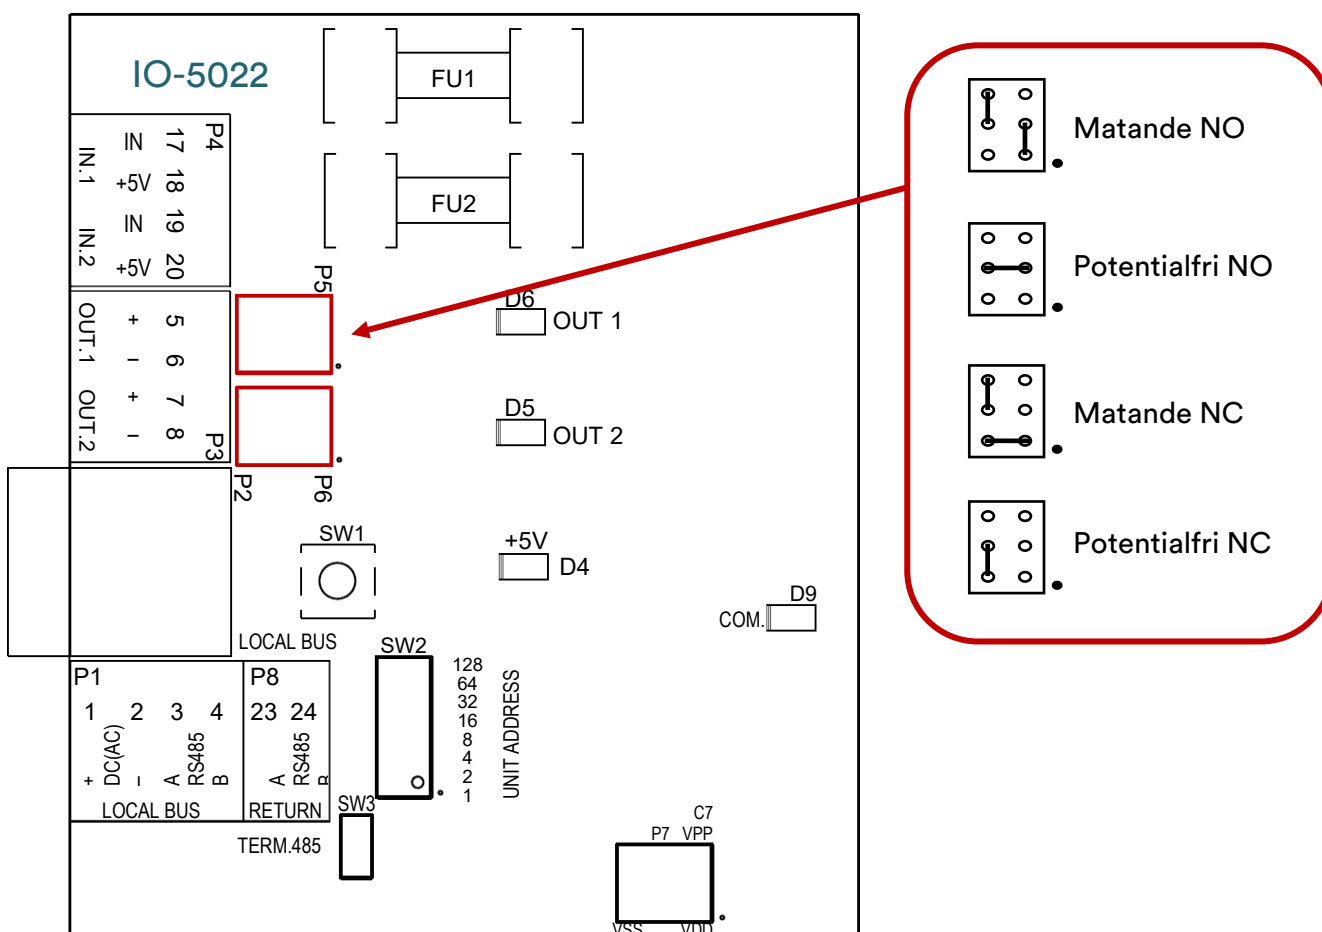 IO-5022
FU1
FU2
P4
IN 17
+5V 18
IN.1
IN 19
+5V 20
IN.2
P5
OUT.1
+ 5
– 6
OUT.2
+ 7
– 8
P3
P2
P6
D6
OUT 1
D5
OUT 2
+5V
D4
SW1
D9
COM.
LOCAL BUS
SW2
P1
1 2 3 4
+ DC(AC) – A RS485 B
LOCAL BUS
P8
23 24
A RS485 B
RETURN
SW3
TERM.485
128
64
32
16
8
4
2
1
UNIT ADDRESS
C7
P7 VPP
VSS VDD
Matande NO
Potentialfri NO
Matande NC
Potentialfri NC